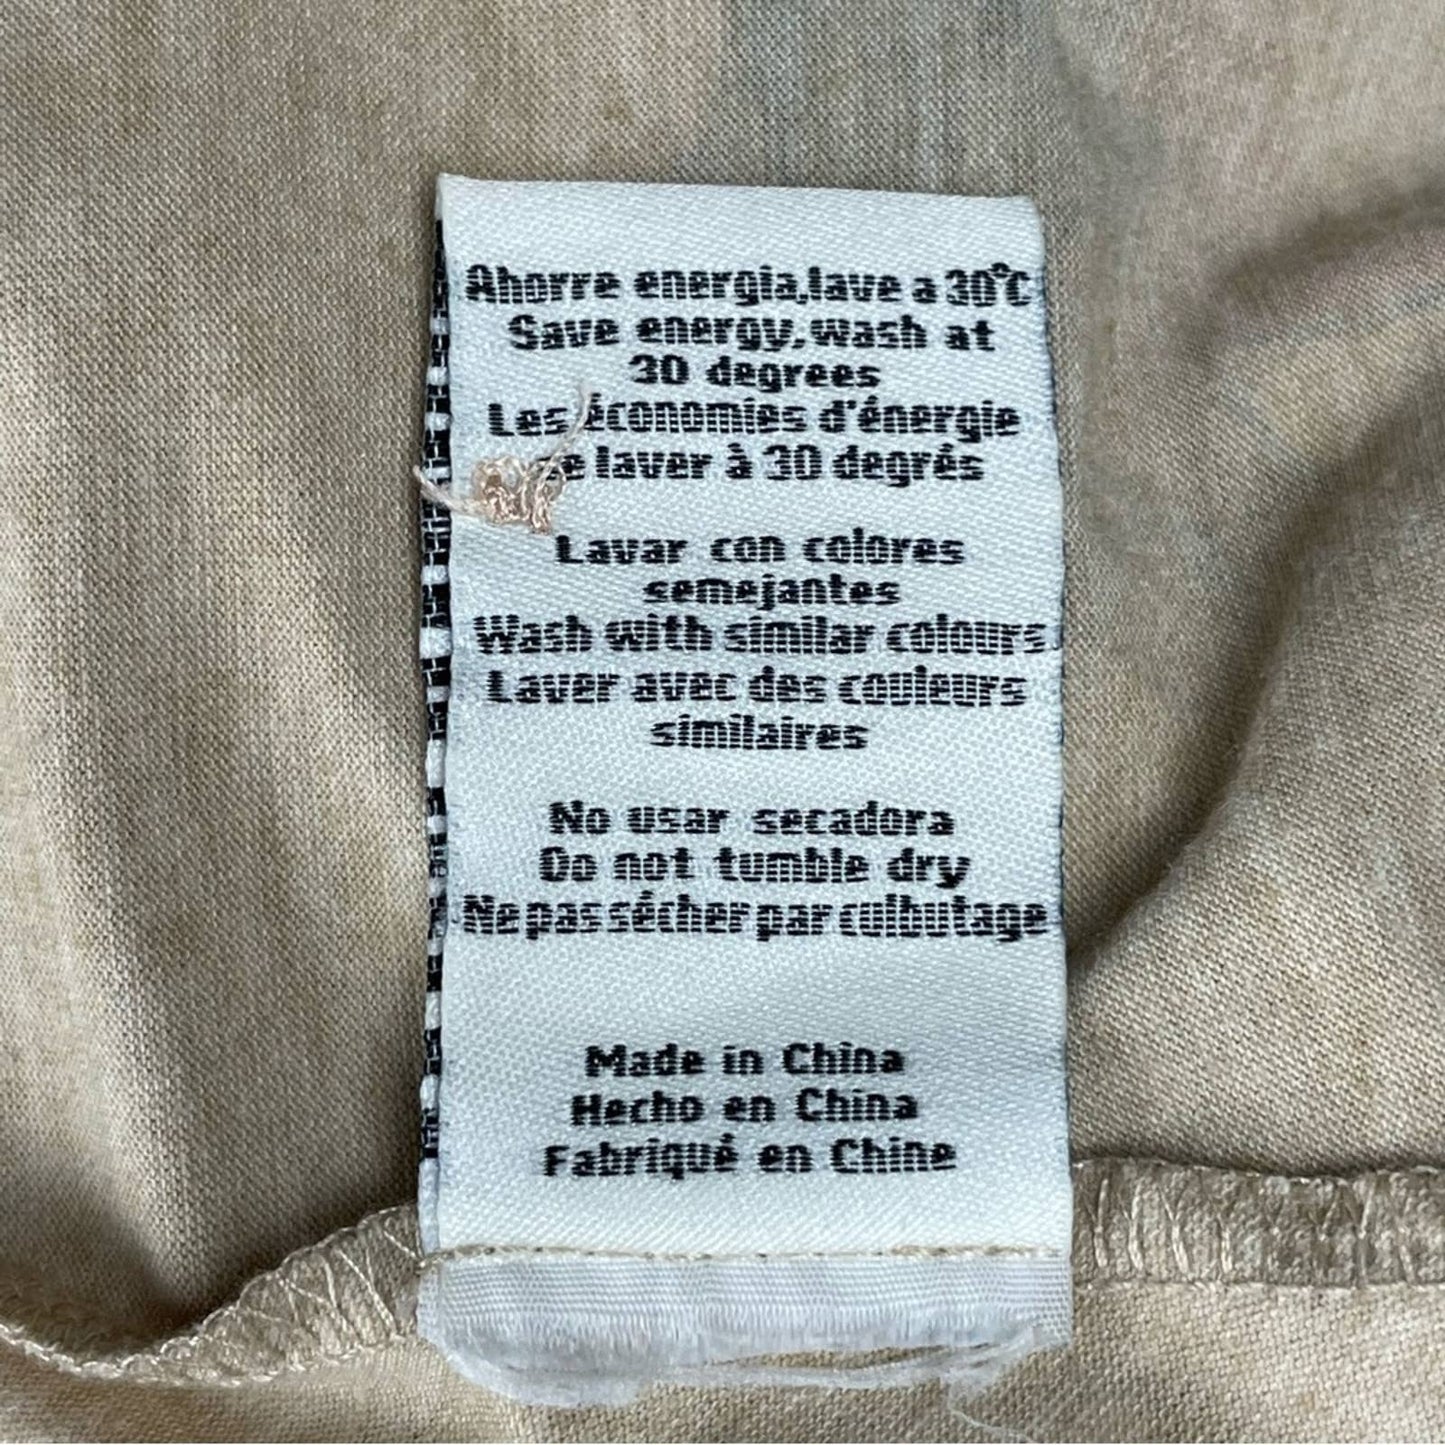 Ahorre energia,lave a 30°C
Save energy,wash at
30 degrees
Les économies d'énergie
se laver à 30 degrés
Lavar con colores
semejantes
Wash with similar colours
Laver avec des couleurs
similaires
No usar secadora
Do not tumble dry
Ne pas sécher par culbutage
Made in China
Hecho en China
Fabriqué en Chine